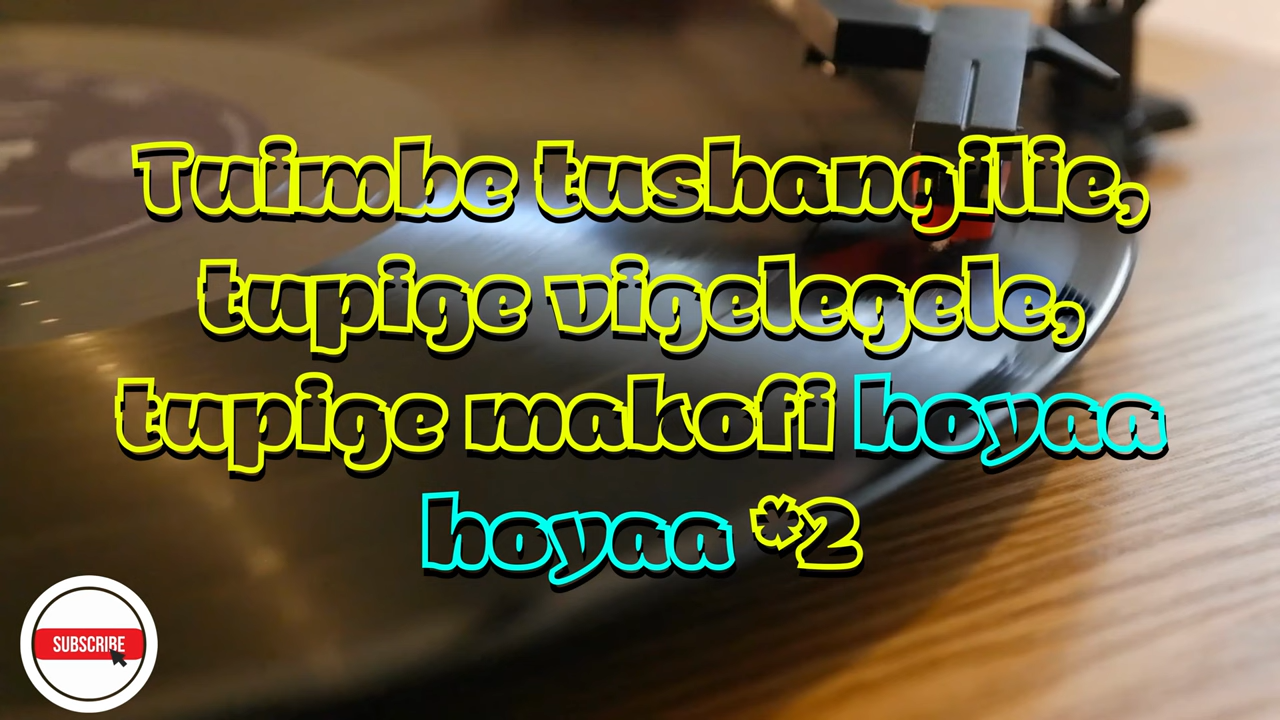 Tuimbe tushangilie,
tupige vigelegele,
tupige makofi hoyaa
hoyaa *2
SUBSCRIBE